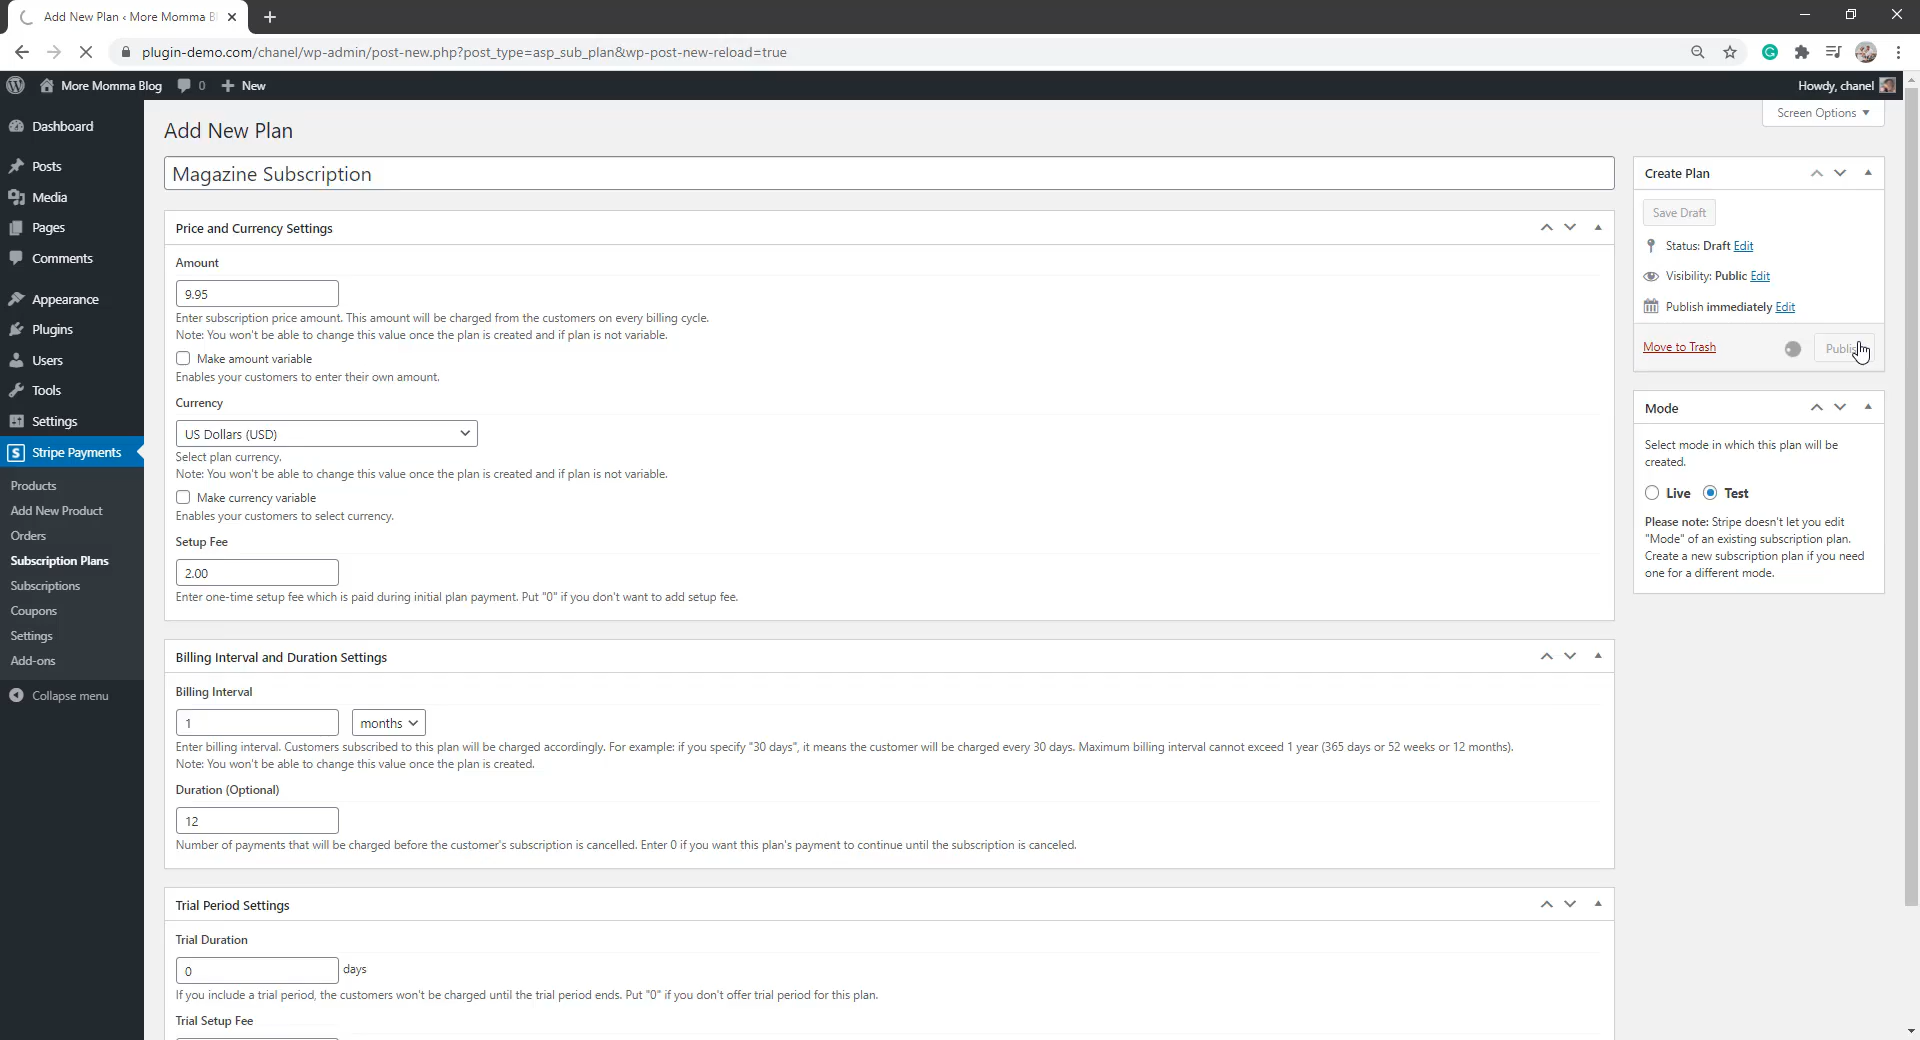 Add New Plan ‹ More Momma Bl
plugin-demo.com/chanel/wp-admin/post-new.php?post_type=asp_sub_plan&wp-post-new-reload=true
More Momma Blog
0
New
Howdy, chanel
Screen Options
Dashboard
Posts
Media
Pages
Comments
Appearance
Plugins
Users
Tools
Settings
Stripe Payments
Products
Add New Product
Orders
Subscription Plans
Subscriptions
Coupons
Settings
Add-ons
Collapse menu
Add New Plan
Magazine Subscription
Price and Currency Settings
Amount
9.95
Enter subscription price amount. This amount will be charged from the customers on every billing cycle.
Note: You won't be able to change this value once the plan is created and if plan is not variable.
Make amount variable
Enables your customers to enter their own amount.
Currency
US Dollars (USD)
Select plan currency.
Note: You won't be able to change this value once the plan is created and if plan is not variable.
Make currency variable
Enables your customers to select currency.
Setup Fee
2.00
Enter one-time setup fee which is paid during initial plan payment. Put "0" if you don't want to add setup fee.
Billing Interval and Duration Settings
Billing Interval
1
months
Enter billing interval. Customers subscribed to this plan will be charged accordingly. For example: if you specify "30 days", it means the customer will be charged every 30 days. Maximum billing interval cannot exceed 1 year (365 days or 52 weeks or 12 months).
Note: You won't be able to change this value once the plan is created.
Duration (Optional)
12
Number of payments that will be charged before the customer's subscription is cancelled. Enter 0 if you want this plan's payment to continue until the subscription is canceled.
Trial Period Settings
Trial Duration
0 days
If you include a trial period, the customers won't be charged until the trial period ends. Put "0" if you don't offer trial period for this plan.
Trial Setup Fee
Create Plan
Save Draft
Status: Draft Edit
Visibility: Public Edit
Publish immediately Edit
Move to Trash
Publish
Mode
Select mode in which this plan will be
created.
Live
Test
Please note: Stripe doesn't let you edit
"Mode" of an existing subscription plan.
Create a new subscription plan if you need
one for a different mode.